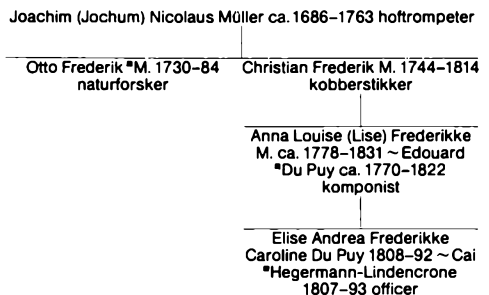 Joachim (Jochum) Nicolaus Müller ca. 1686–1763 hoftrompeter
Otto Frederik ■M. 1730–84
naturforsker
Christian Frederik M. 1744–1814
kobberstikker
Anna Louise (Lise) Frederikke
M. ca. 1778–1831 ~ Edouard
■Du Puy ca. 1770–1822
komponist
Elise Andrea Frederikke
Caroline Du Puy 1808–92 ~ Cai
■Hegermann-Lindencrone
1807–93 officer